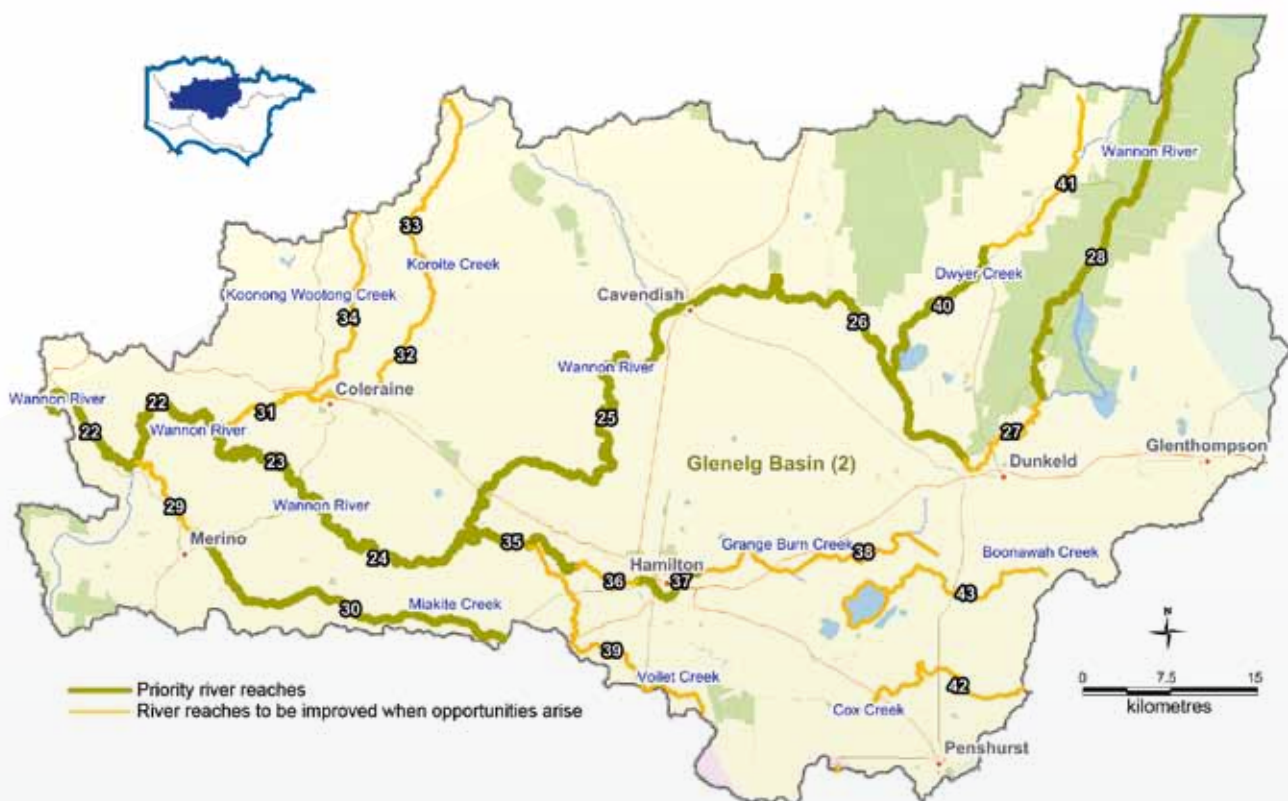 Wannon River
41
33
28
Koroite Creek
Dwyer Creek
Koonong Wootong Creek
Cavendish
40
34
26
32
Wannon River
Wannon River
22
Coleraine
31
25
22
Wannon River
27
23
Glenelg Basin (2)
Dunkeld
Glenthompson
29
Wannon River
Merino
35
Grange Burn Creek
38
Boonawah Creek
24
Hamilton
36
37
43
30
Miakite Creek
N
39
Voilet Creek
42
0 7.5 15
kilometres
Cox Creek
Penshurst
Priority river reaches
River reaches to be improved when opportunities arise